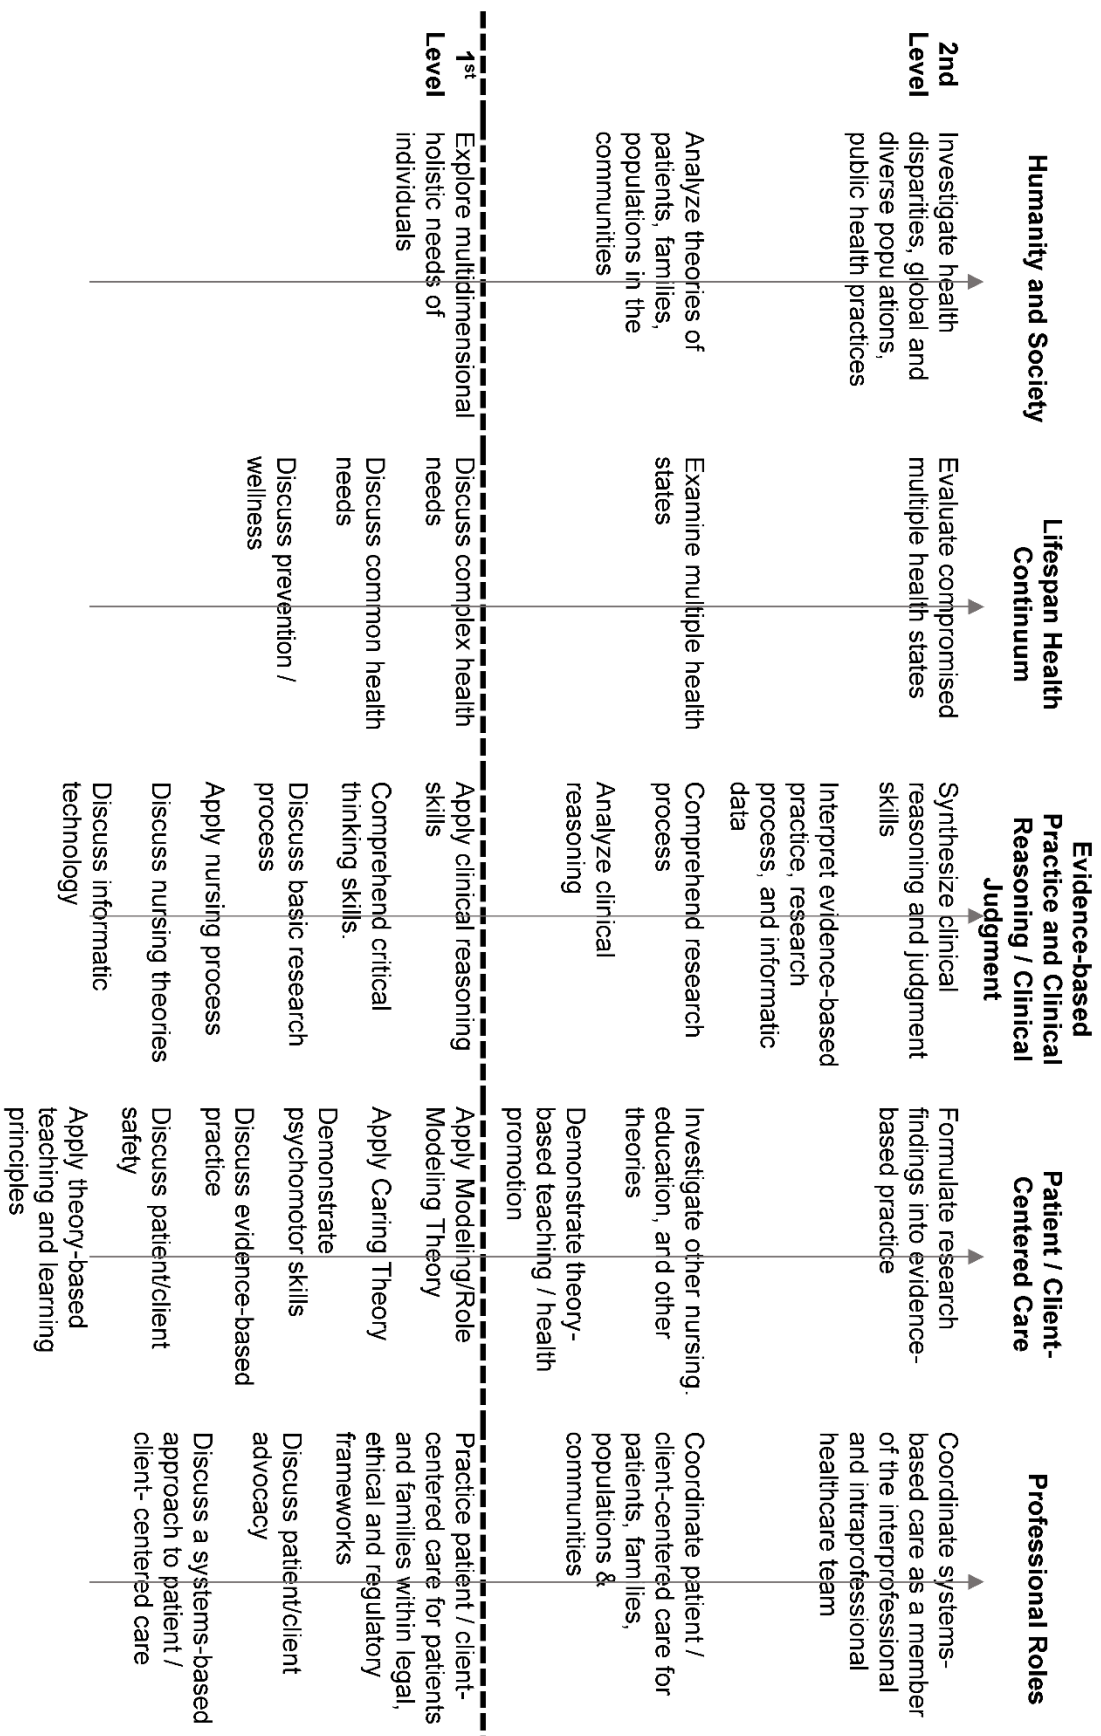 Humanity and Society
Lifespan Health
Continuum
Evidence-based
Practice and Clinical
Reasoning / Clinical
Judgment
Patient / Client-
Centered Care
Professional Roles
2nd
Level
Investigate health
disparities, global and
diverse populations,
public health practices
Analyze theories of
patients, families,
populations in the
communities
Evaluate compromised
multiple health states
Examine multiple health
states
Synthesize clinical
reasoning and judgment
skills
Interpret evidence-based
practice, research
process, and informatic
data
Comprehend research
process
Analyze clinical
reasoning
Formulate research
findings into evidence-
based practice
Investigate other nursing.
education, and other
theories
Demonstrate theory-
based teaching / health
promotion
Coordinate systems-
based care as a member
of the interprofessional
and intraprofessional
healthcare team
Coordinate patient /
client-centered care for
patients, families,
populations &
communities
1st
Level
Explore multidimensional
holistic needs of
individuals
Discuss complex health
needs
Discuss common health
needs
Discuss prevention /
wellness
Apply clinical reasoning
skills
Comprehend critical
thinking skills.
Discuss basic research
process
Apply nursing process
Discuss nursing theories
Discuss informatic
technology
Apply Modeling/Role
Modeling Theory
Apply Caring Theory
Demonstrate
psychomotor skills
Discuss evidence-based
practice
Discuss patient/client
safety
Apply theory-based
teaching and learning
principles
Practice patient / client-
centered care for patients
and families within legal,
ethical and regulatory
frameworks
Discuss patient/client
advocacy
Discuss a systems-based
approach to patient /
client- centered care